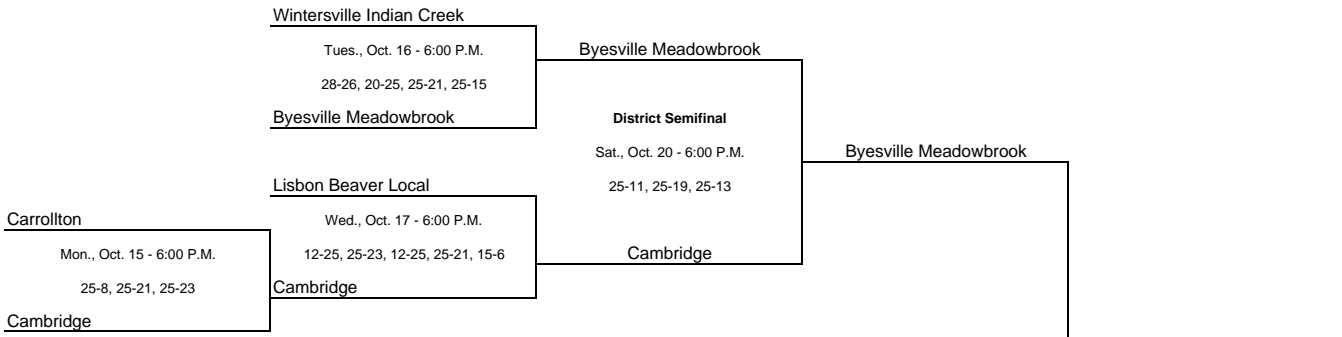 Wintersville Indian Creek
Tues., Oct. 16 - 6:00 P.M.
Byesville Meadowbrook
28-26, 20-25, 25-21, 25-15
Byesville Meadowbrook
District Semifinal
Sat., Oct. 20 - 6:00 P.M.
Byesville Meadowbrook
Lisbon Beaver Local
25-11, 25-19, 25-13
Carrollton
Wed., Oct. 17 - 6:00 P.M.
Mon., Oct. 15 - 6:00 P.M.
12-25, 25-23, 12-25, 25-21, 15-6
Cambridge
25-8, 25-21, 25-23
Cambridge
Cambridge